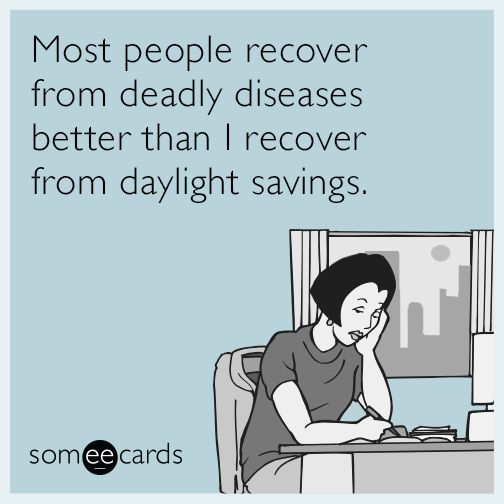 Most people recover
from deadly diseases
better than I recover
from daylight savings.
someecards